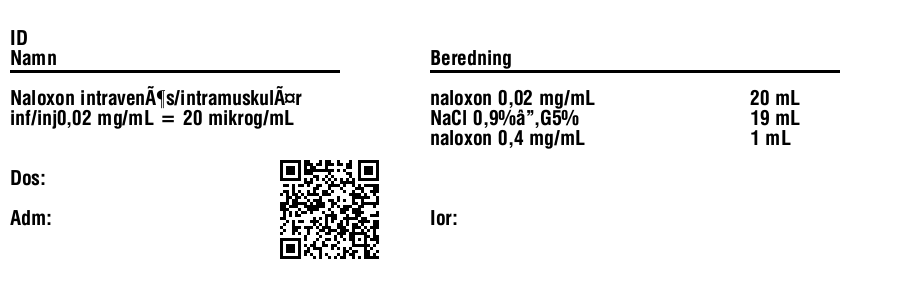 ID
Namn
Naloxon intravenÃ¶s/intramuskulÃ¤r
inf/inj0,02 mg/mL = 20 mikrog/mL
Dos:
Adm:
Beredning
naloxon 0,02 mg/mL 20 mL
NaCl 0,9%â”‚G5% 19 mL
naloxon 0,4 mg/mL 1 mL
Ior: